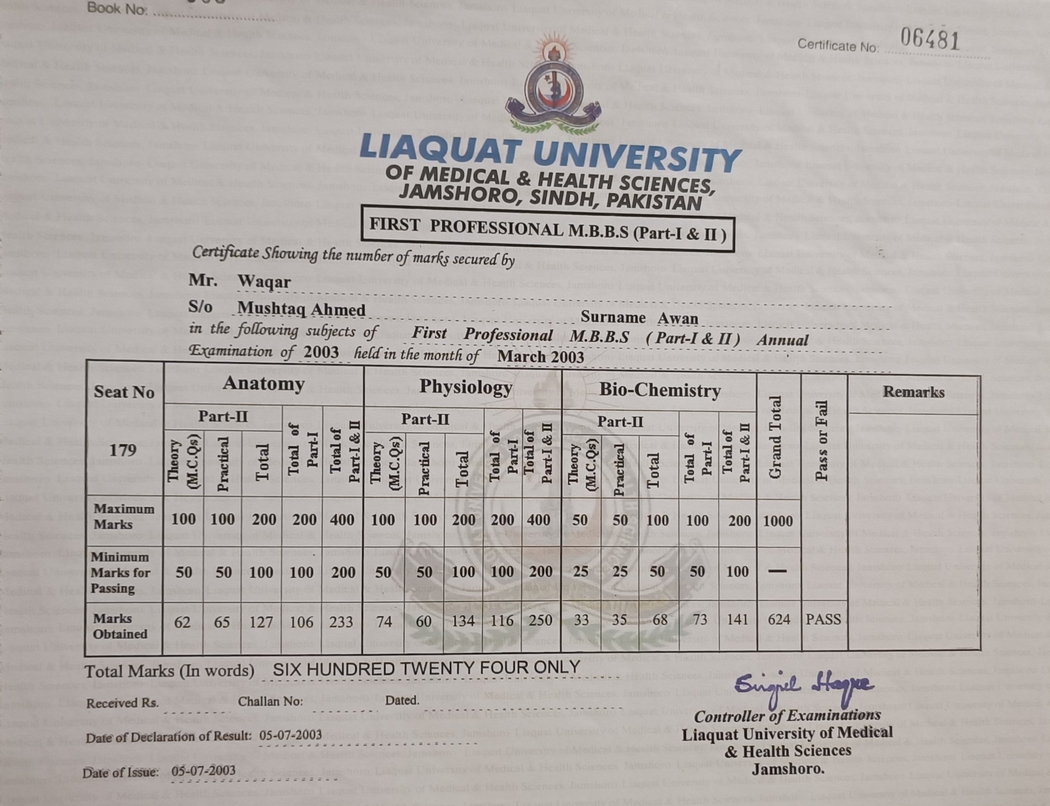 Book No:
Certificate No: 06481
LIAQUAT UNIVERSITY
OF MEDICAL & HEALTH SCIENCES,
JAMSHORO, SINDH, PAKISTAN
FIRST PROFESSIONAL M.B.B.S (Part-I & II )
Certificate Showing the number of marks secured by
Mr. Waqar
S/o Mushtaq Ahmed Surname Awan
in the following subjects of First Professional M.B.B.S ( Part-I & II ) Annual
Examination of 2003 held in the month of March 2003
Seat No Anatomy Physiology Bio-Chemistry Grand Total Pass or Fail Remarks
179 Part-II Total of Part-I Total of Part-I & II Part-II Total of Part-I Total of Part-I & II Part-II Total of Part-I Total of Part-I & II
Theory (M.C.Qs) Practical Total Theory (M.C.Qs) Practical Total Theory (M.C.Qs) Practical Total
Maximum Marks 100 100 200 200 400 100 100 200 200 400 50 50 100 100 200 1000
Minimum Marks for Passing 50 50 100 100 200 50 50 100 100 200 25 25 50 50 100 —
Marks Obtained 62 65 127 106 233 74 60 134 116 250 33 35 68 73 141 624 PASS
Total Marks (In words) SIX HUNDRED TWENTY FOUR ONLY
Received Rs. Challan No: Dated.
Date of Declaration of Result: 05-07-2003
Date of Issue: 05-07-2003
Controller of Examinations
Liaquat University of Medical
& Health Sciences
Jamshoro.